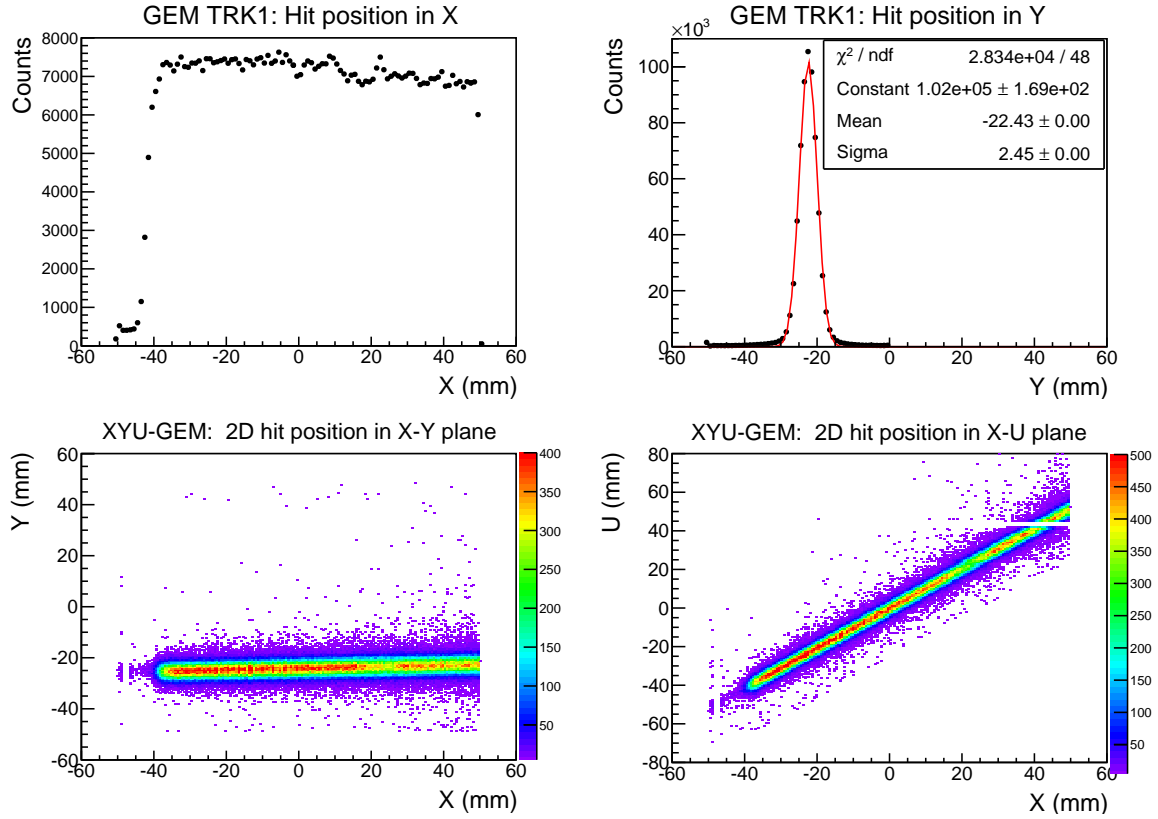 GEM TRK1: Hit position in X
Counts
8000
7000
6000
5000
4000
3000
2000
1000
0
-60 -40 -20 0 20 40 60
X (mm)
GEM TRK1: Hit position in Y
×10³
Counts
100
80
60
40
20
0
χ² / ndf 2.834e+04 / 48
Constant 1.02e+05 ± 1.69e+02
Mean -22.43 ± 0.00
Sigma 2.45 ± 0.00
-60 -40 -20 0 20 40 60
Y (mm)
XYU-GEM: 2D hit position in X-Y plane
Y (mm)
60
40
20
0
-20
-40
-60
-60 -40 -20 0 20 40 60
X (mm)
400
350
300
250
200
150
100
50
XYU-GEM: 2D hit position in X-U plane
U (mm)
80
60
40
20
0
-20
-40
-60
-80
-60 -40 -20 0 20 40 60
X (mm)
500
450
400
350
300
250
200
150
100
50